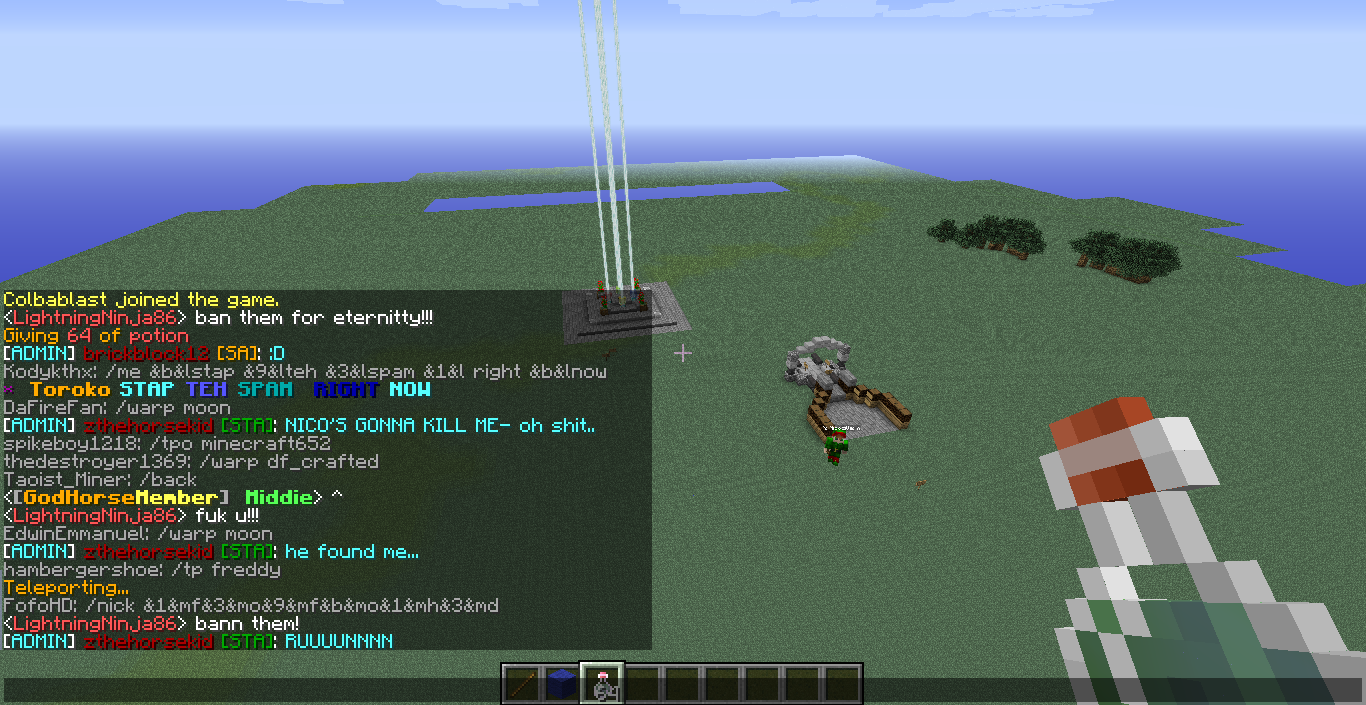 Colbablast joined the game.
<LightningNinja86> ban them for eternitty!!!
Giving 64 of potion
[ADMIN] brickblock12 [SA]: :D
Kodykthx: /me &b&lstap &9&lteh &3&lspam &1&l right &b&lnow
* Toroko STAP TEH SPAM RIGHT NOW
DaFireFan: /warp moon
[ADMIN] zthehorsekid [STA]: NICO'S GONNA KILL ME- oh shit..
spikeboy1218: /tpo minecraft652
thedestroyer1369: /warp df_crafted
Taoist_Miner: /back
<[GodHorseMember] Middie> ^
<LightningNinja86> fuk u!!!
EdwinEmmanuel: /warp moon
[ADMIN] zthehorsekid [STA]: he found me...
hambergershoe: /tp freddy
Teleporting...
FofoHD: /nick &1&mf&3&mo&9&mf&b&mo&1&mh&3&md
<LightningNinja86> bann them!
[ADMIN] zthehorsekid [STA]: RUUUUNNNN
64